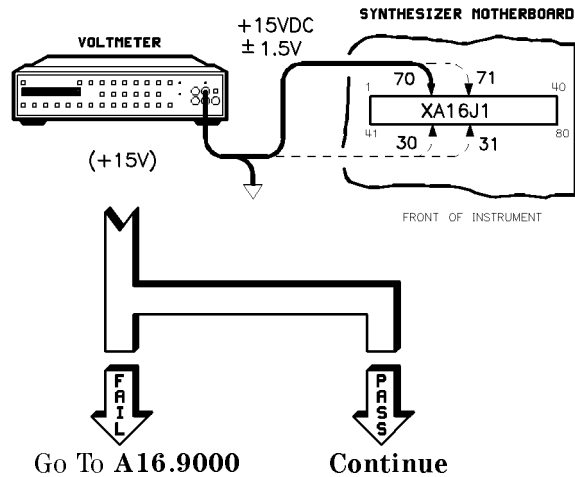 SYNTHESIZER MOTHERBOARD
+15VDC
± 1.5V
VOLTMETER
70 71
1 40
XA16J1
41 80
30 31
(+15V)
FRONT OF INSTRUMENT
FAIL
PASS
Go To A16.9000
Continue